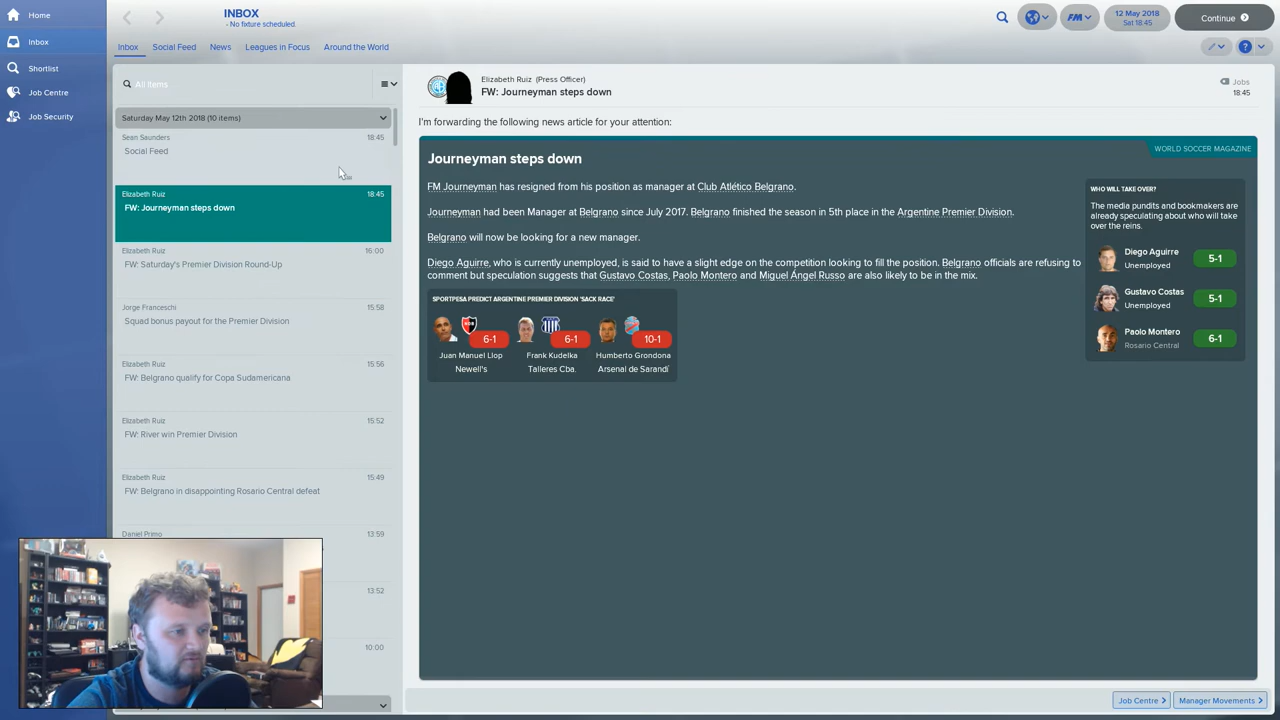 Home
INBOX
- No fixture scheduled.
FM
12 May 2018
Sat 18:45
Continue
Inbox
Shortlist
Job Centre
Job Security
Inbox Social Feed News Leagues in Focus Around the World
All Items
Saturday May 12th 2018 (10 items)
Sean Saunders 18:45
Social Feed
Elizabeth Ruiz 18:45
FW: Journeyman steps down
Elizabeth Ruiz 16:00
FW: Saturday's Premier Division Round-Up
Jorge Franceschi 15:58
Squad bonus payout for the Premier Division
Elizabeth Ruiz 15:56
FW: Belgrano qualify for Copa Sudamericana
Elizabeth Ruiz 15:52
FW: River win Premier Division
Elizabeth Ruiz 15:49
FW: Belgrano in disappointing Rosario Central defeat
Daniel Primo 13:59
13:52
10:00
Elizabeth Ruiz (Press Officer)
FW: Journeyman steps down
Jobs
18:45
I'm forwarding the following news article for your attention:
WORLD SOCCER MAGAZINE
Journeyman steps down
FM Journeyman has resigned from his position as manager at Club Atlético Belgrano.
Journeyman had been Manager at Belgrano since July 2017. Belgrano finished the season in 5th place in the Argentine Premier Division.
Belgrano will now be looking for a new manager.
Diego Aguirre, who is currently unemployed, is said to have a slight edge on the competition looking to fill the position. Belgrano officials are refusing to
comment but speculation suggests that Gustavo Costas, Paolo Montero and Miguel Ángel Russo are also likely to be in the mix.
SPORTPESA PREDICT ARGENTINE PREMIER DIVISION 'SACK RACE'
6-1 6-1 10-1
Juan Manuel Llop Frank Kudelka Humberto Grondona
Newell's Talleres Cba. Arsenal de Sarandí
WHO WILL TAKE OVER?
The media pundits and bookmakers are
already speculating about who will take
over the reins.
Diego Aguirre
Unemployed
5-1
Gustavo Costas
Unemployed
5-1
Paolo Montero
Rosario Central
6-1
Job Centre
Manager Movements